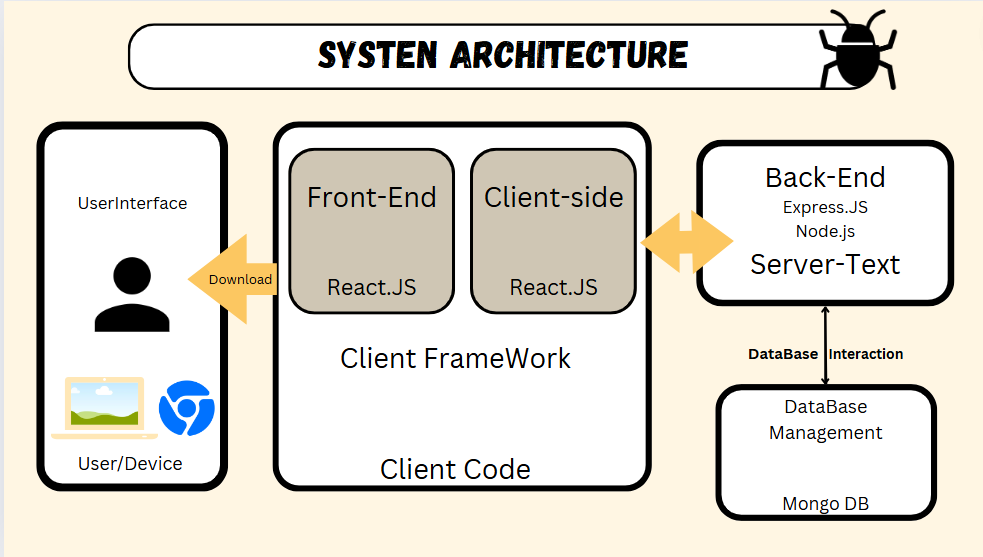 SYSTEN ARCHITECTURE
UserInterface
User/Device
Download
Front-End
React.JS
Client-side
React.JS
Client FrameWork
Client Code
Back-End
Express.JS
Node.js
Server-Text
DataBase Interaction
DataBase
Management
Mongo DB